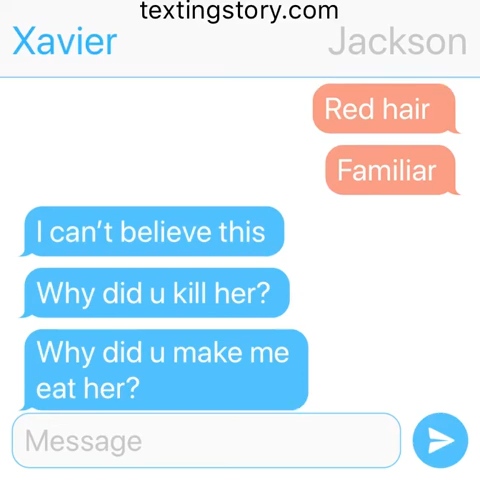 textingstory.com
Xavier
Jackson
Red hair
Familiar
I can’t believe this
Why did u kill her?
Why did u make me
eat her?
Message